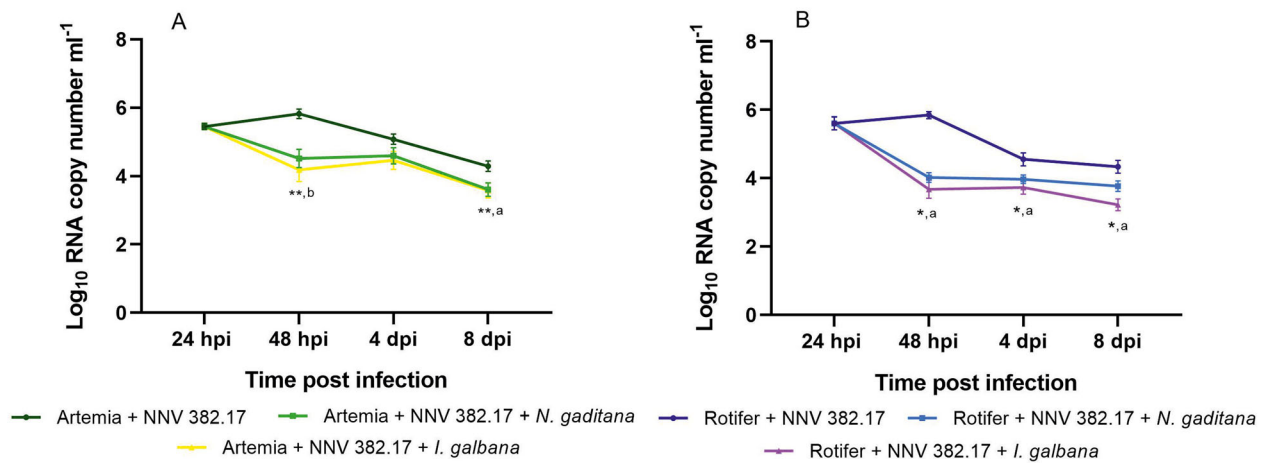 A
Log10 RNA copy number ml-1
8
6
4
2
0
**,b
**,a
24 hpi 48 hpi 4 dpi 8 dpi
Time post infection
Artemia + NNV 382.17 Artemia + NNV 382.17 + N. gaditana
Artemia + NNV 382.17 + I. galbana
B
Log10 RNA copy number ml-1
8
6
4
2
0
*,a
*,a
*,a
24 hpi 48 hpi 4 dpi 8 dpi
Time post infection
Rotifer + NNV 382.17 Rotifer + NNV 382.17 + N. gaditana
Rotifer + NNV 382.17 + I. galbana